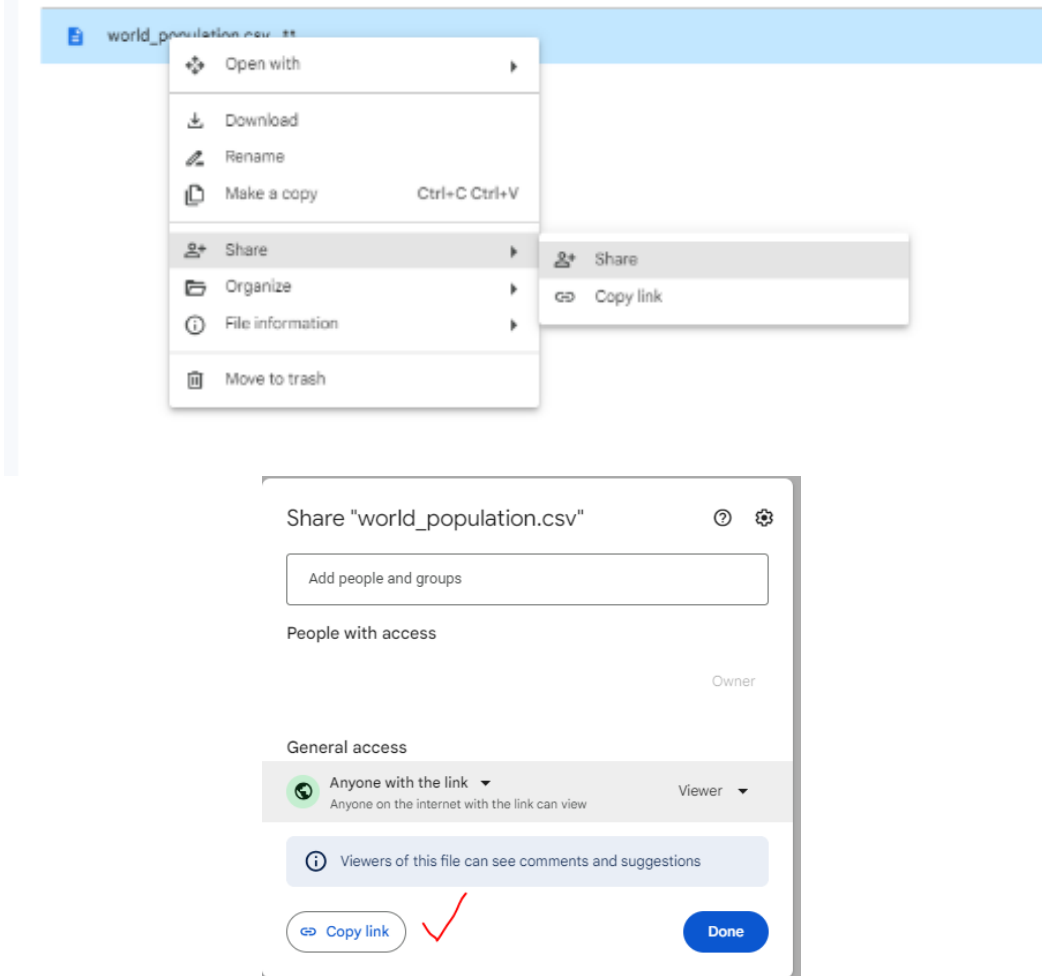 world_population.csv
Open with
Download
Rename
Make a copy Ctrl+C Ctrl+V
Share
Share
Organize
Copy link
File information
Move to trash
Share "world_population.csv"
Add people and groups
People with access
Owner
General access
Anyone with the link
Anyone on the internet with the link can view
Viewer
Viewers of this file can see comments and suggestions
Copy link
Done